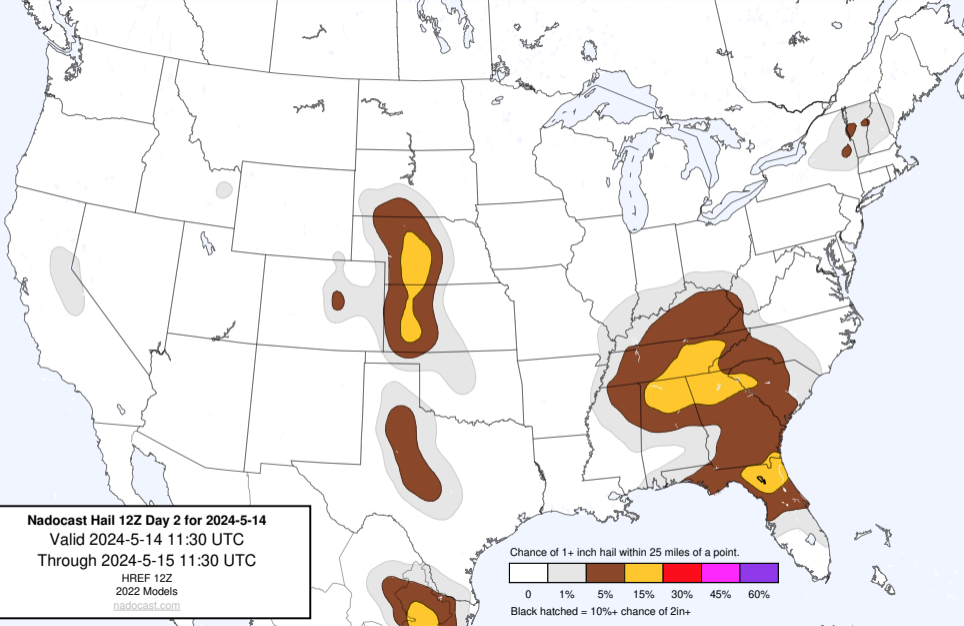 Nadocast Hail 12Z Day 2 for 2024-5-14
Valid 2024-5-14 11:30 UTC
Through 2024-5-15 11:30 UTC
HREF 12Z
2022 Models
nadocast.com
Chance of 1+ inch hail within 25 miles of a point.
0 1% 5% 15% 30% 45% 60%
Black hatched = 10%+ chance of 2in+